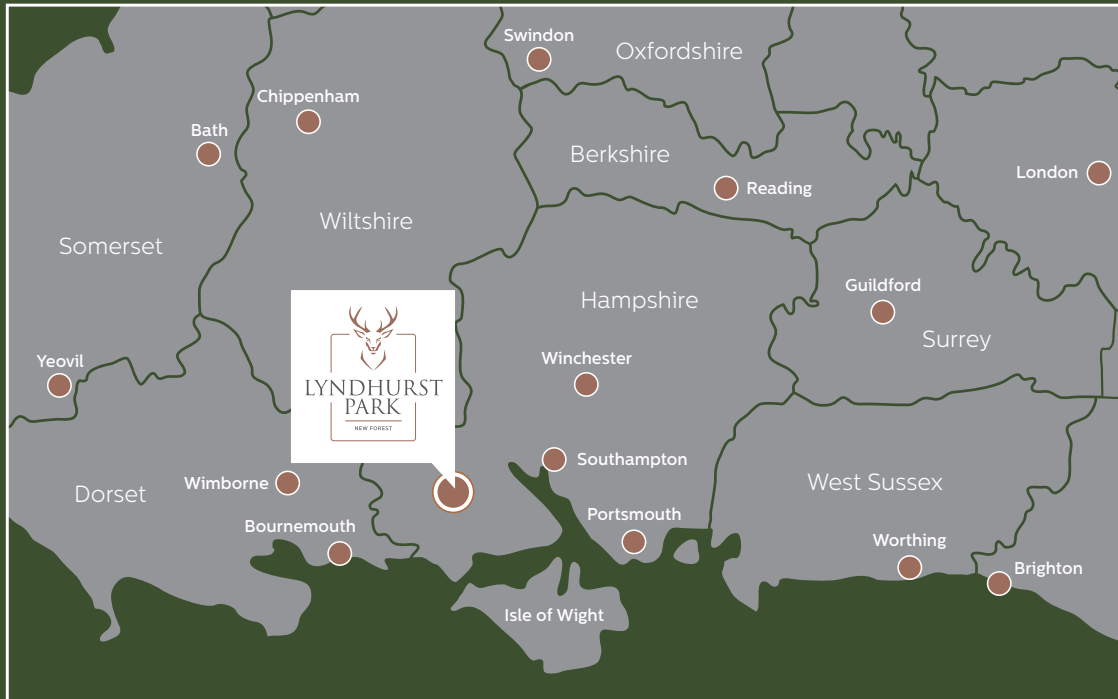 Swindon
Oxfordshire
Chippenham
Bath
Berkshire
London
Reading
Wiltshire
Somerset
Guildford
Hampshire
Surrey
Winchester
Yeovil
LYNDHURST
PARK
NEW FOREST
Southampton
Wimborne
West Sussex
Dorset
Portsmouth
Bournemouth
Worthing
Brighton
Isle of Wight